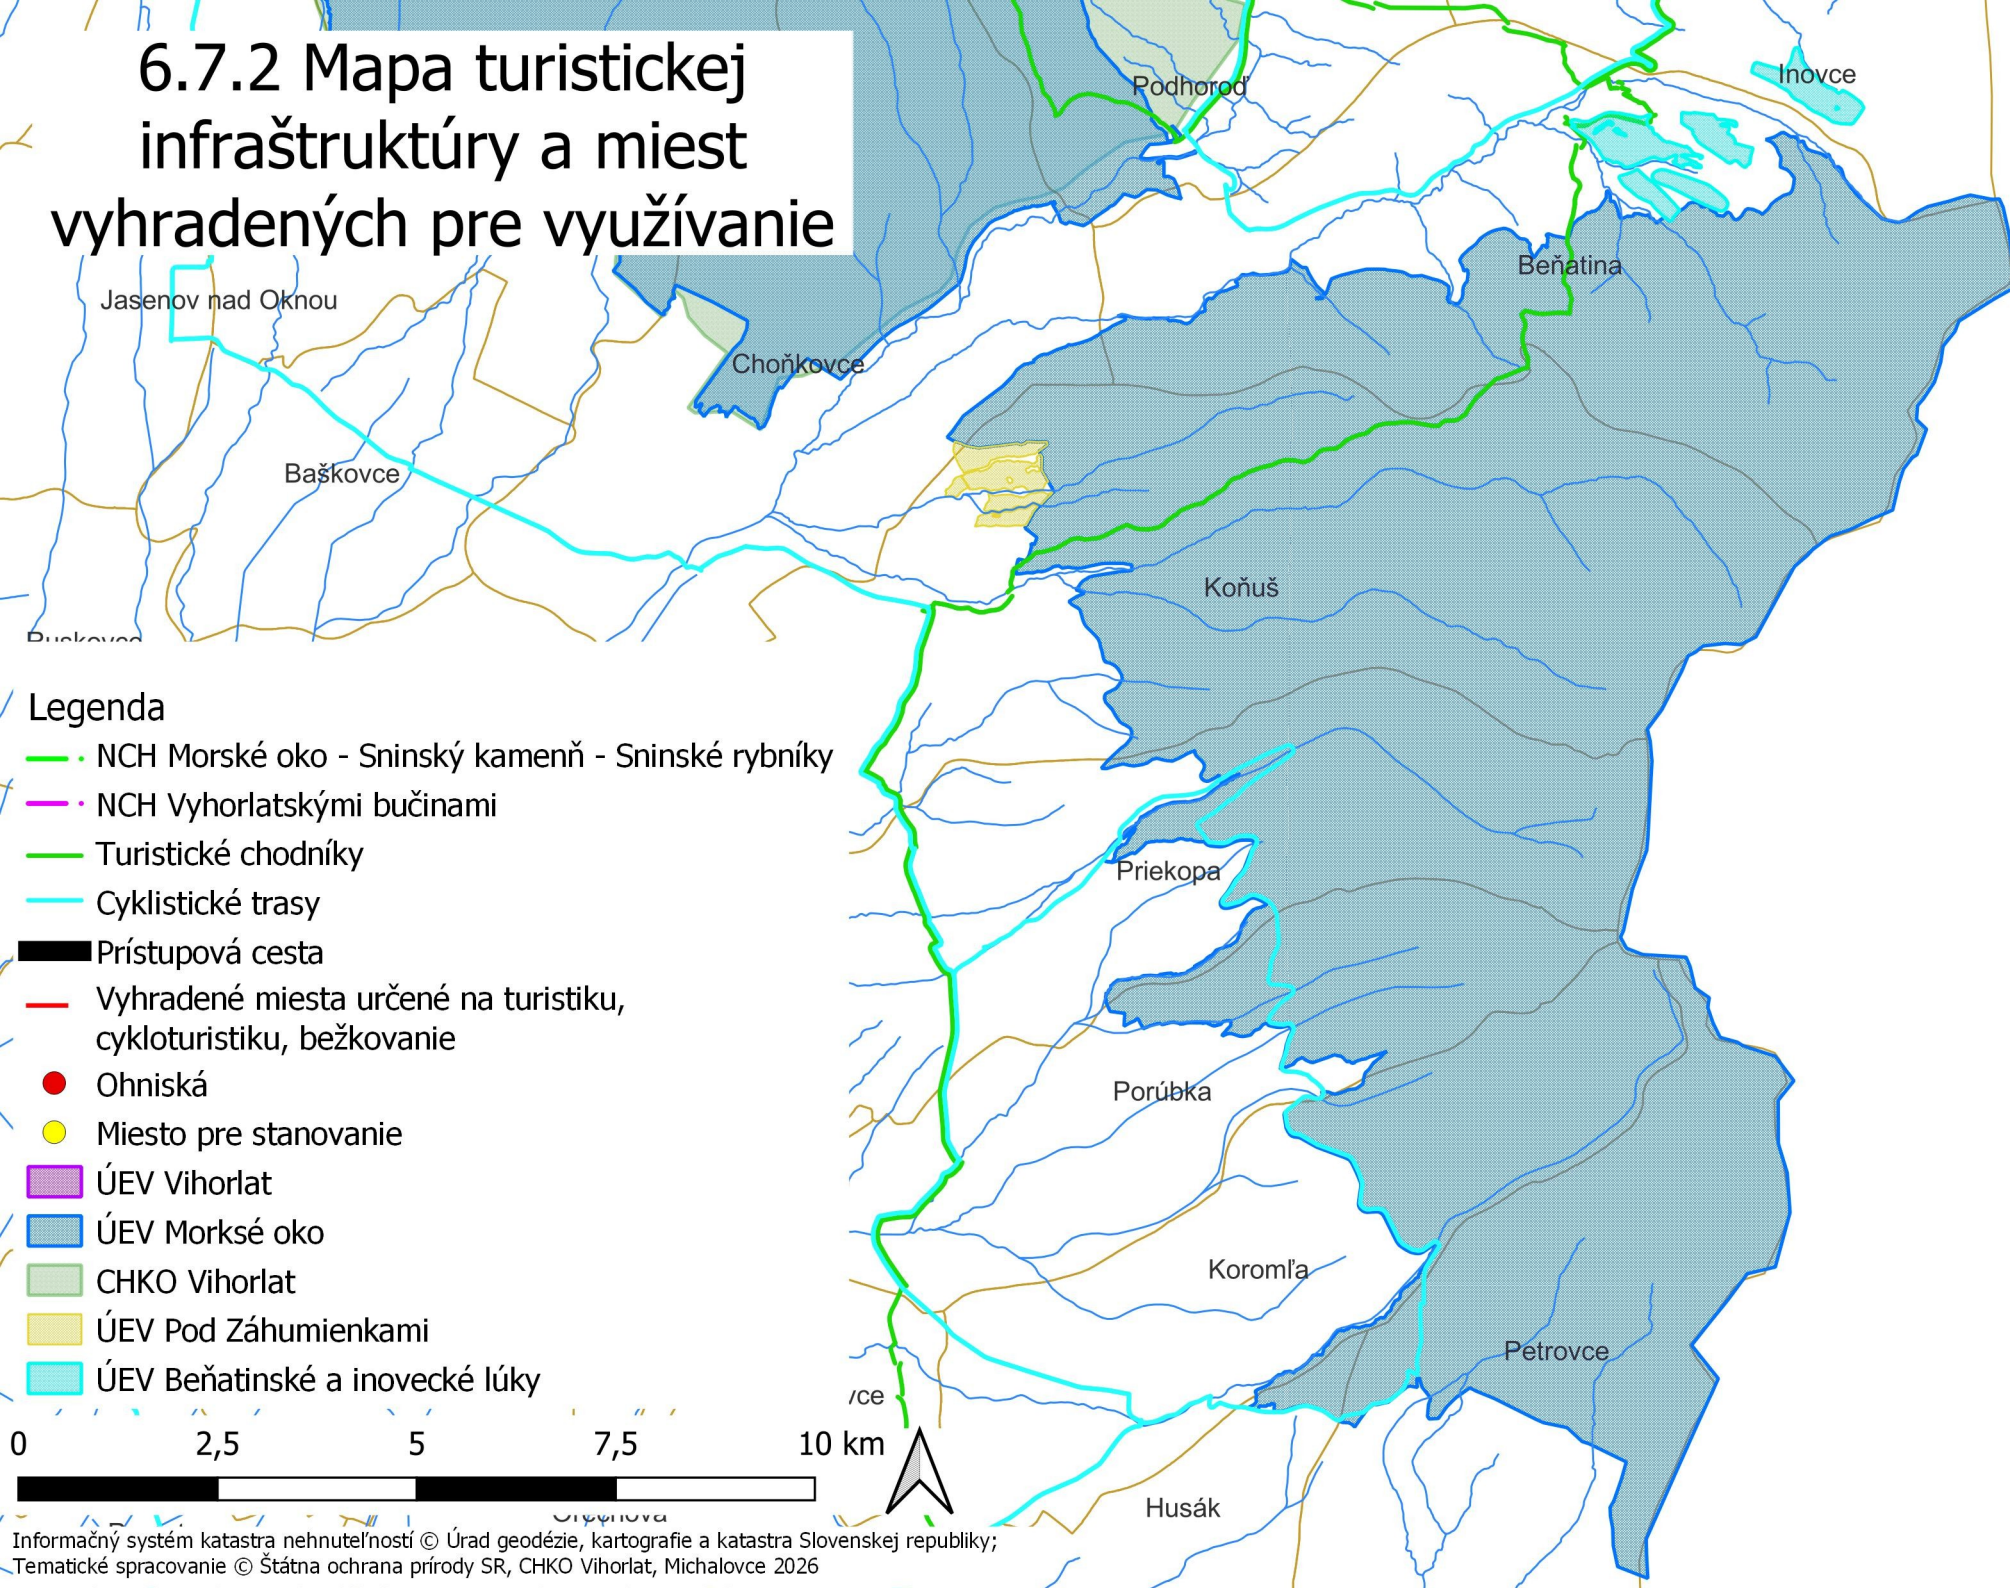 6.7.2 Mapa turistickej
infraštruktúry a miest
vyhradených pre využívanie
Podhoroď
Inovce
Beňatina
Jasenov nad Oknou
Choňkovce
Baškovce
Koňuš
Priekopa
Porúbka
Koromľa
Petrovce
Husák
vce
Legenda
NCH Morské oko - Sninský kamenň - Sninské rybníky
NCH Vyhorlatskými bučinami
Turistické chodníky
Cyklistické trasy
Prístupová cesta
Vyhradené miesta určené na turistiku,
cykloturistiku, bežkovanie
Ohniská
Miesto pre stanovanie
ÚEV Vihorlat
ÚEV Morksé oko
CHKO Vihorlat
ÚEV Pod Záhumienkami
ÚEV Beňatinské a inovecké lúky
0 2,5 5 7,5 10 km
Informačný systém katastra nehnuteľností © Úrad geodézie, kartografie a katastra Slovenskej republiky;
Tematické spracovanie © Štátna ochrana prírody SR, CHKO Vihorlat, Michalovce 2026